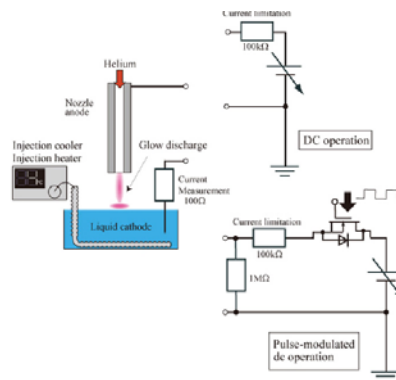 Current limitation
100kΩ
DC operation
Helium
Nozzle
anode
Glow discharge
Injection cooler
Injection heater
Current
Measurement
100Ω
Liquid cathode
Current limitation
100kΩ
1MΩ
Pulse-modulated
dc operation